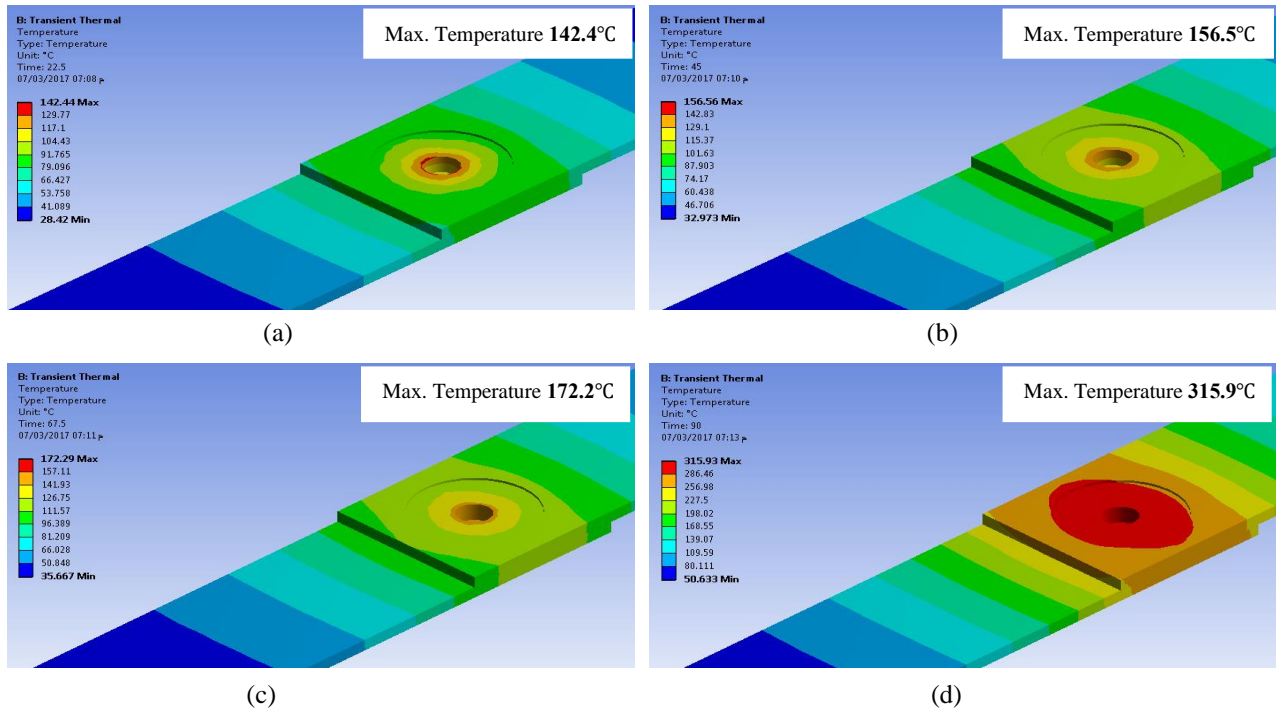 B: Transient Thermal
Temperature
Type: Temperature
Unit: °C
Time: 22.5
07/03/2017 07:08 م
142.44 Max
129.77
117.1
104.43
91.765
79.096
66.427
53.758
41.089
28.42 Min
Max. Temperature 142.4°C
(a)
B: Transient Thermal
Temperature
Type: Temperature
Unit: °C
Time: 45
07/03/2017 07:10 م
156.56 Max
142.83
129.1
115.37
101.63
87.903
74.17
60.438
46.706
32.973 Min
Max. Temperature 156.5°C
(b)
B: Transient Thermal
Temperature
Type: Temperature
Unit: °C
Time: 67.5
07/03/2017 07:11 م
172.29 Max
157.11
141.93
126.75
111.57
96.389
81.209
66.028
50.848
35.667 Min
Max. Temperature 172.2°C
(c)
B: Transient Thermal
Temperature
Type: Temperature
Unit: °C
Time: 90
07/03/2017 07:13 م
315.93 Max
286.46
256.98
227.5
198.02
168.55
139.07
109.59
80.111
50.633 Min
Max. Temperature 315.9°C
(d)